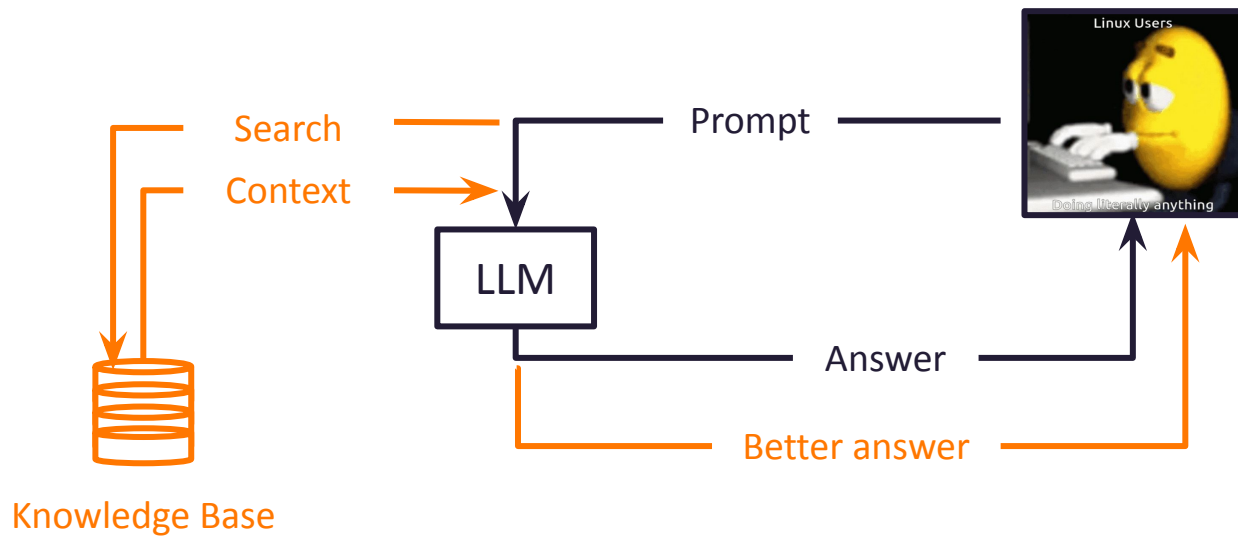 Linux Users
Search
Prompt
Context
Doing literally anything
LLM
Answer
Better answer
Knowledge Base